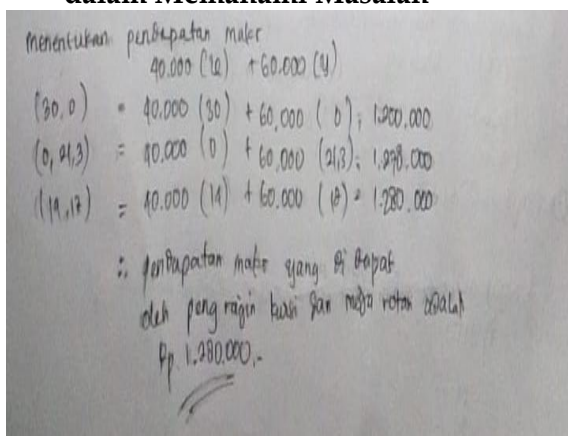 dalam Memahami Masalah
Menentukan pendapatan maks
40.000 (x) + 60.000 (y)
(30, 0) = 40.000 (30) + 60.000 ( 0 ) ; 1.200.000
(0, 21,3) = 40.000 (0) + 60.000 (21,3) ; 1.278.000
= 40.000 (14) + 60.000 (12) = 1.280.000
∴ pendapatan maks yang di dapat
oleh pengrajin kursi dan meja rotan adalah
Rp 1.280.000,-